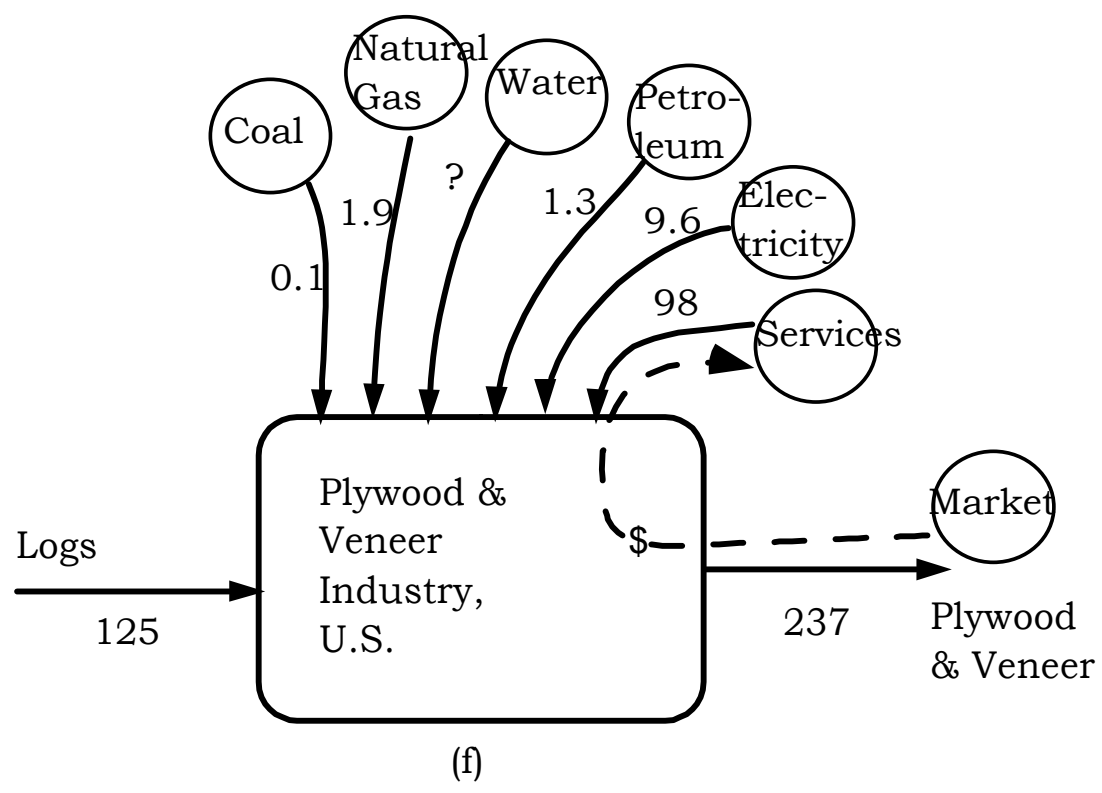 Natural
Gas
Water
Petro-
leum
Coal
?
1.9
1.3
Elec-
tricity
9.6
0.1
98
Services
Plywood &
Veneer
Industry,
U.S.
Market
$
Logs
125
237
Plywood
& Veneer
(f)